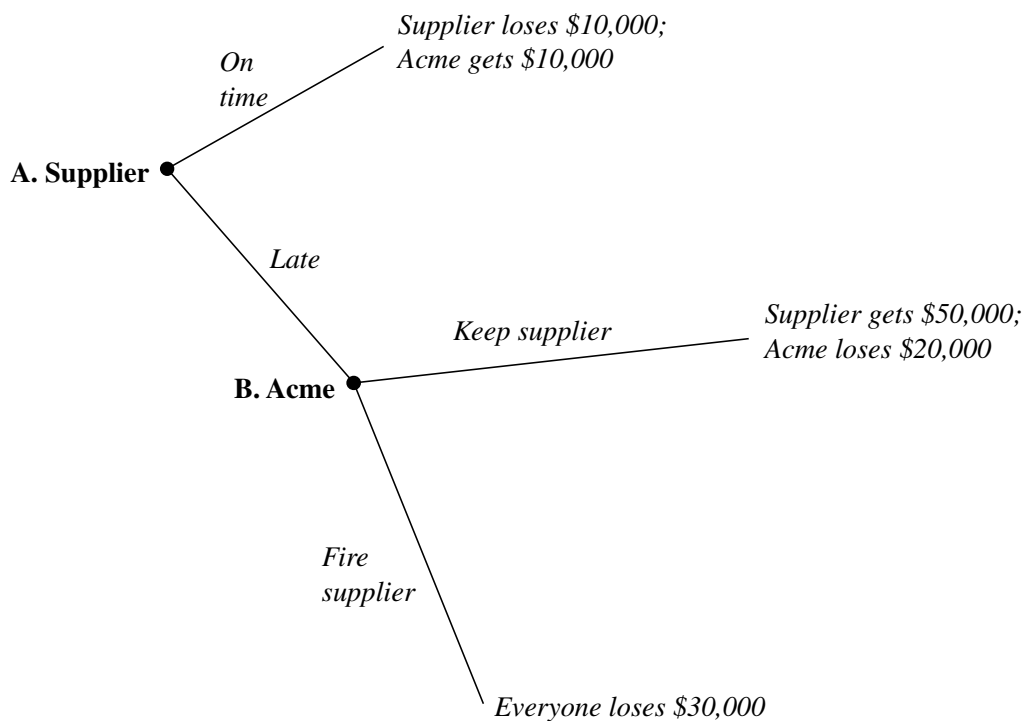 Supplier loses $10,000;
Acme gets $10,000
On
time
A. Supplier
Late
Keep supplier
Supplier gets $50,000;
Acme loses $20,000
B. Acme
Fire
supplier
Everyone loses $30,000